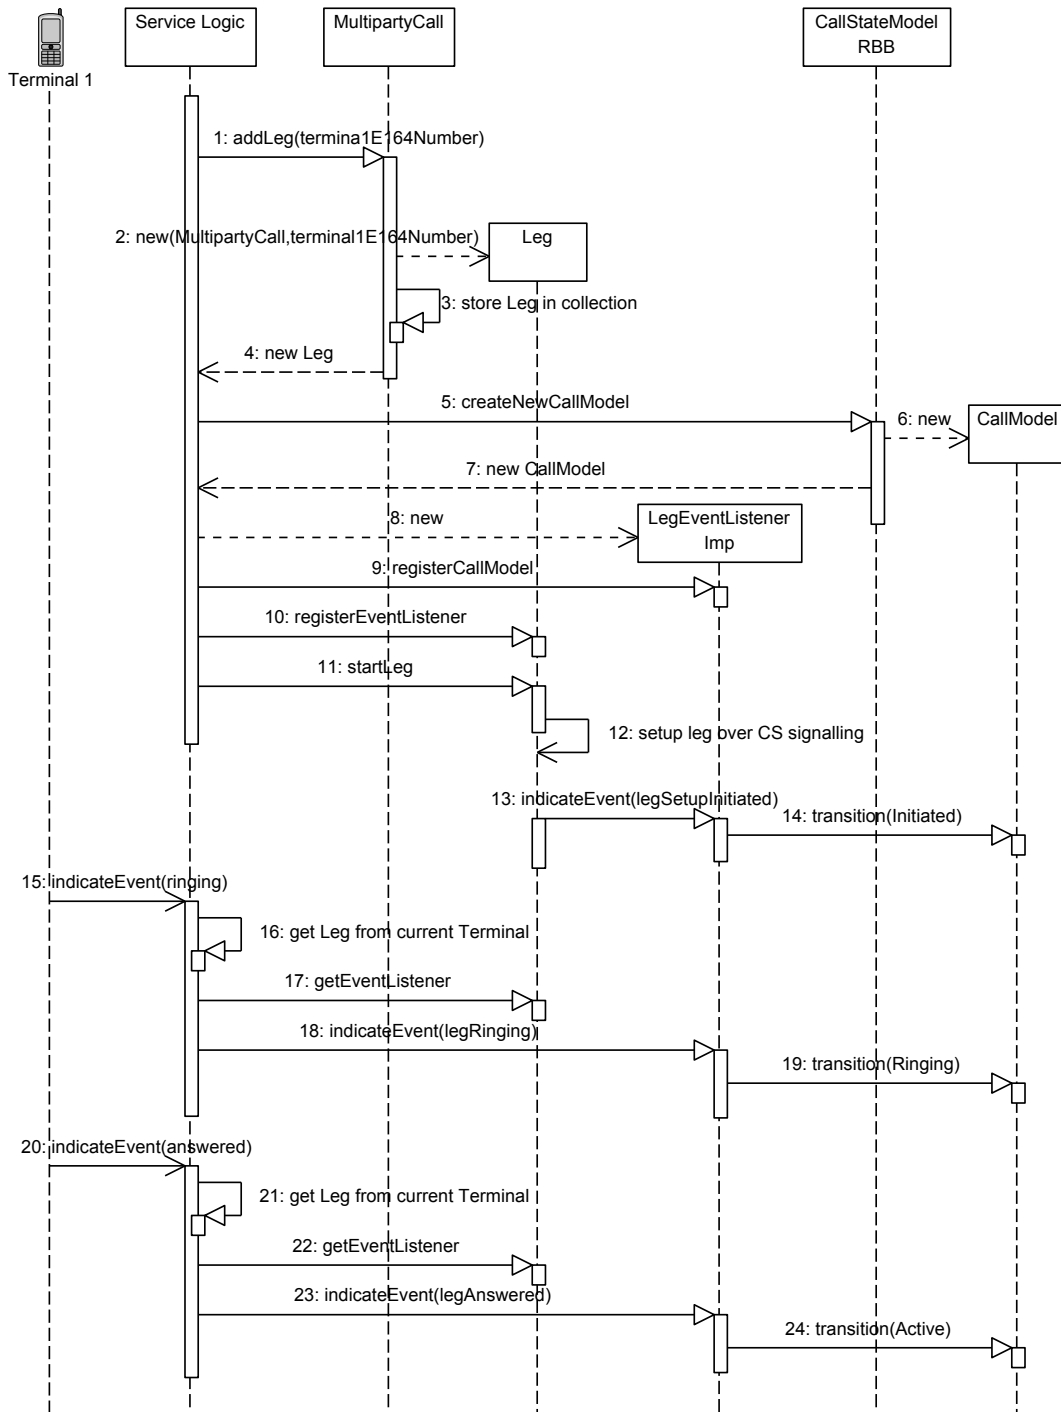 Service Logic
MultipartyCall
CallStateModel
RBB
Terminal 1
1: addLeg(termina1E164Number)
2: new(MultipartyCall,terminal1E164Number)
Leg
3: store Leg in collection
4: new Leg
5: createNewCallModel
6: new
CallModel
7: new CallModel
8: new
LegEventListener
Imp
9: registerCallModel
10: registerEventListener
11: startLeg
12: setup leg over CS signalling
13: indicateEvent(legSetupInitiated)
14: transition(Initiated)
15: indicateEvent(ringing)
16: get Leg from current Terminal
17: getEventListener
18: indicateEvent(legRinging)
19: transition(Ringing)
20: indicateEvent(answered)
21: get Leg from current Terminal
22: getEventListener
23: indicateEvent(legAnswered)
24: transition(Active)